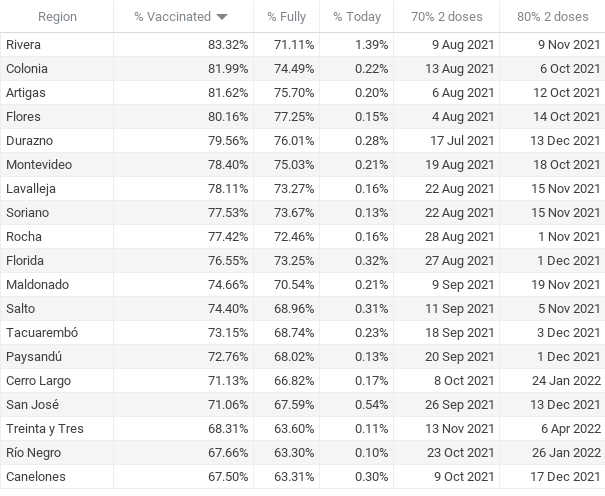 Region % Vaccinated % Fully % Today 70% 2 doses 80% 2 doses
Rivera 83.32% 71.11% 1.39% 9 Aug 2021 9 Nov 2021
Colonia 81.99% 74.49% 0.22% 13 Aug 2021 6 Oct 2021
Artigas 81.62% 75.70% 0.20% 6 Aug 2021 12 Oct 2021
Flores 80.16% 77.25% 0.15% 4 Aug 2021 14 Oct 2021
Durazno 79.56% 76.01% 0.28% 17 Jul 2021 13 Dec 2021
Montevideo 78.40% 75.03% 0.21% 19 Aug 2021 18 Oct 2021
Lavalleja 78.11% 73.27% 0.16% 22 Aug 2021 15 Nov 2021
Soriano 77.53% 73.67% 0.13% 22 Aug 2021 15 Nov 2021
Rocha 77.42% 72.46% 0.16% 28 Aug 2021 1 Nov 2021
Florida 76.55% 73.25% 0.32% 27 Aug 2021 1 Dec 2021
Maldonado 74.66% 70.54% 0.21% 9 Sep 2021 19 Nov 2021
Salto 74.40% 68.96% 0.31% 11 Sep 2021 5 Nov 2021
Tacuarembó 73.15% 68.74% 0.23% 18 Sep 2021 3 Dec 2021
Paysandú 72.76% 68.02% 0.13% 20 Sep 2021 1 Dec 2021
Cerro Largo 71.13% 66.82% 0.17% 8 Oct 2021 24 Jan 2022
San José 71.06% 67.59% 0.54% 26 Sep 2021 13 Dec 2021
Treinta y Tres 68.31% 63.60% 0.11% 13 Nov 2021 6 Apr 2022
Río Negro 67.66% 63.30% 0.10% 23 Oct 2021 26 Jan 2022
Canelones 67.50% 63.31% 0.30% 9 Oct 2021 17 Dec 2021